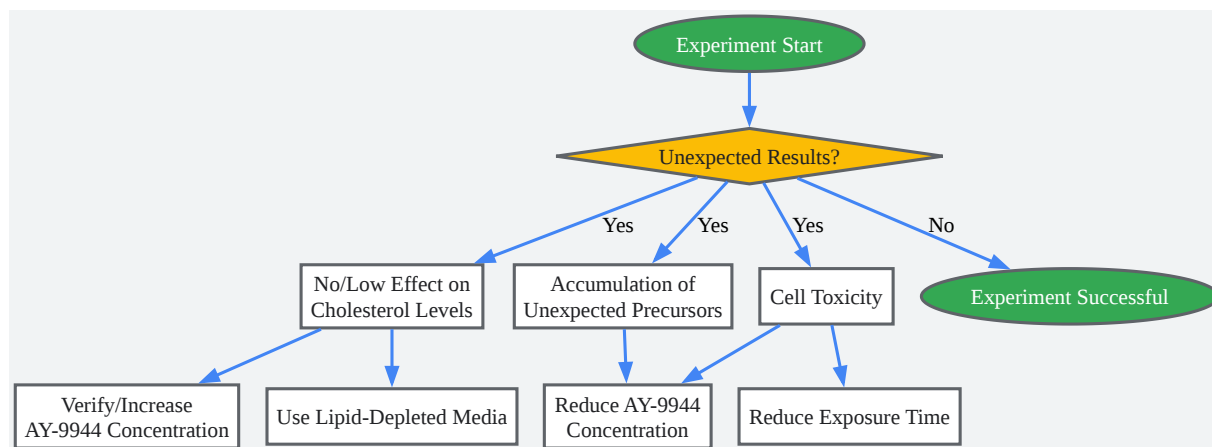 Experiment Start
Unexpected Results?
Yes
Yes
Yes
No
No/Low Effect on
Cholesterol Levels
Accumulation of
Unexpected Precursors
Cell Toxicity
Experiment Successful
Verify/Increase
AY-9944 Concentration
Use Lipid-Depleted Media
Reduce AY-9944
Concentration
Reduce Exposure Time